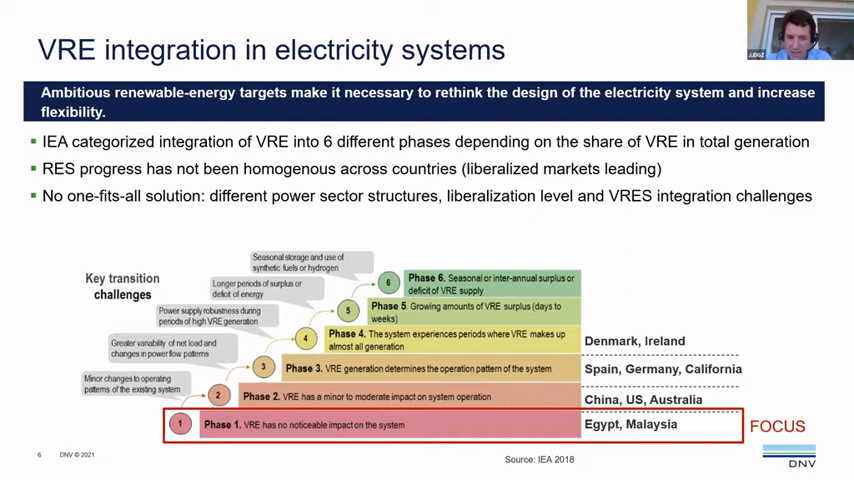 VRE integration in electricity systems
JJDGZ
Ambitious renewable-energy targets make it necessary to rethink the design of the electricity system and increase
flexibility.
▪ IEA categorized integration of VRE into 6 different phases depending on the share of VRE in total generation
▪ RES progress has not been homogenous across countries (liberalized markets leading)
▪ No one-fits-all solution: different power sector structures, liberalization level and VRES integration challenges
Key transition
challenges
Seasonal storage and use of
synthetic fuels or hydrogen
6
Phase 6. Seasonal or inter-annual surplus or
deficit of VRE supply
Longer periods of surplus or
deficit of energy
5
Phase 5. Growing amounts of VRE surplus (days to
weeks)
Power supply robustness during
periods of high VRE generation
4
Phase 4. The system experiences periods where VRE makes up
almost all generation
Denmark, Ireland
Greater variability of net load and
changes in power flow patterns
3
Phase 3. VRE generation determines the operation pattern of the system
Spain, Germany, California
Minor changes to operating
patterns of the existing system
2
Phase 2. VRE has a minor to moderate impact on system operation
China, US, Australia
1
Phase 1. VRE has no noticeable impact on the system
Egypt, Malaysia
FOCUS
6
DNV © 2021
Source: IEA 2018
DNV